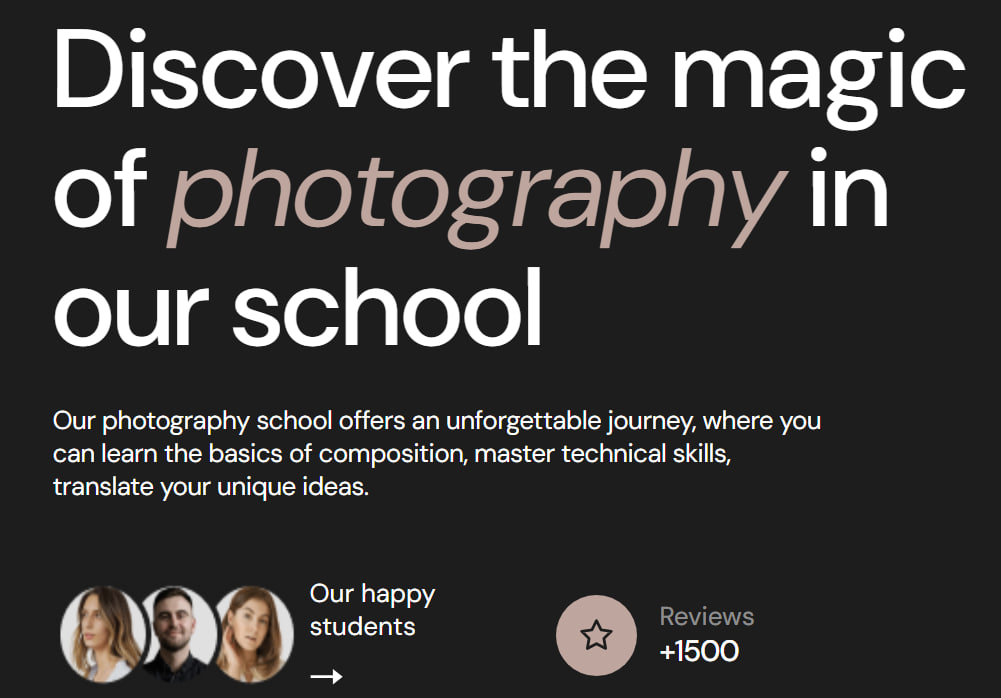 Discover the magic
of photography in
our school
Our photography school offers an unforgettable journey, where you
can learn the basics of composition, master technical skills,
translate your unique ideas.
Our happy
students
Reviews
+1500